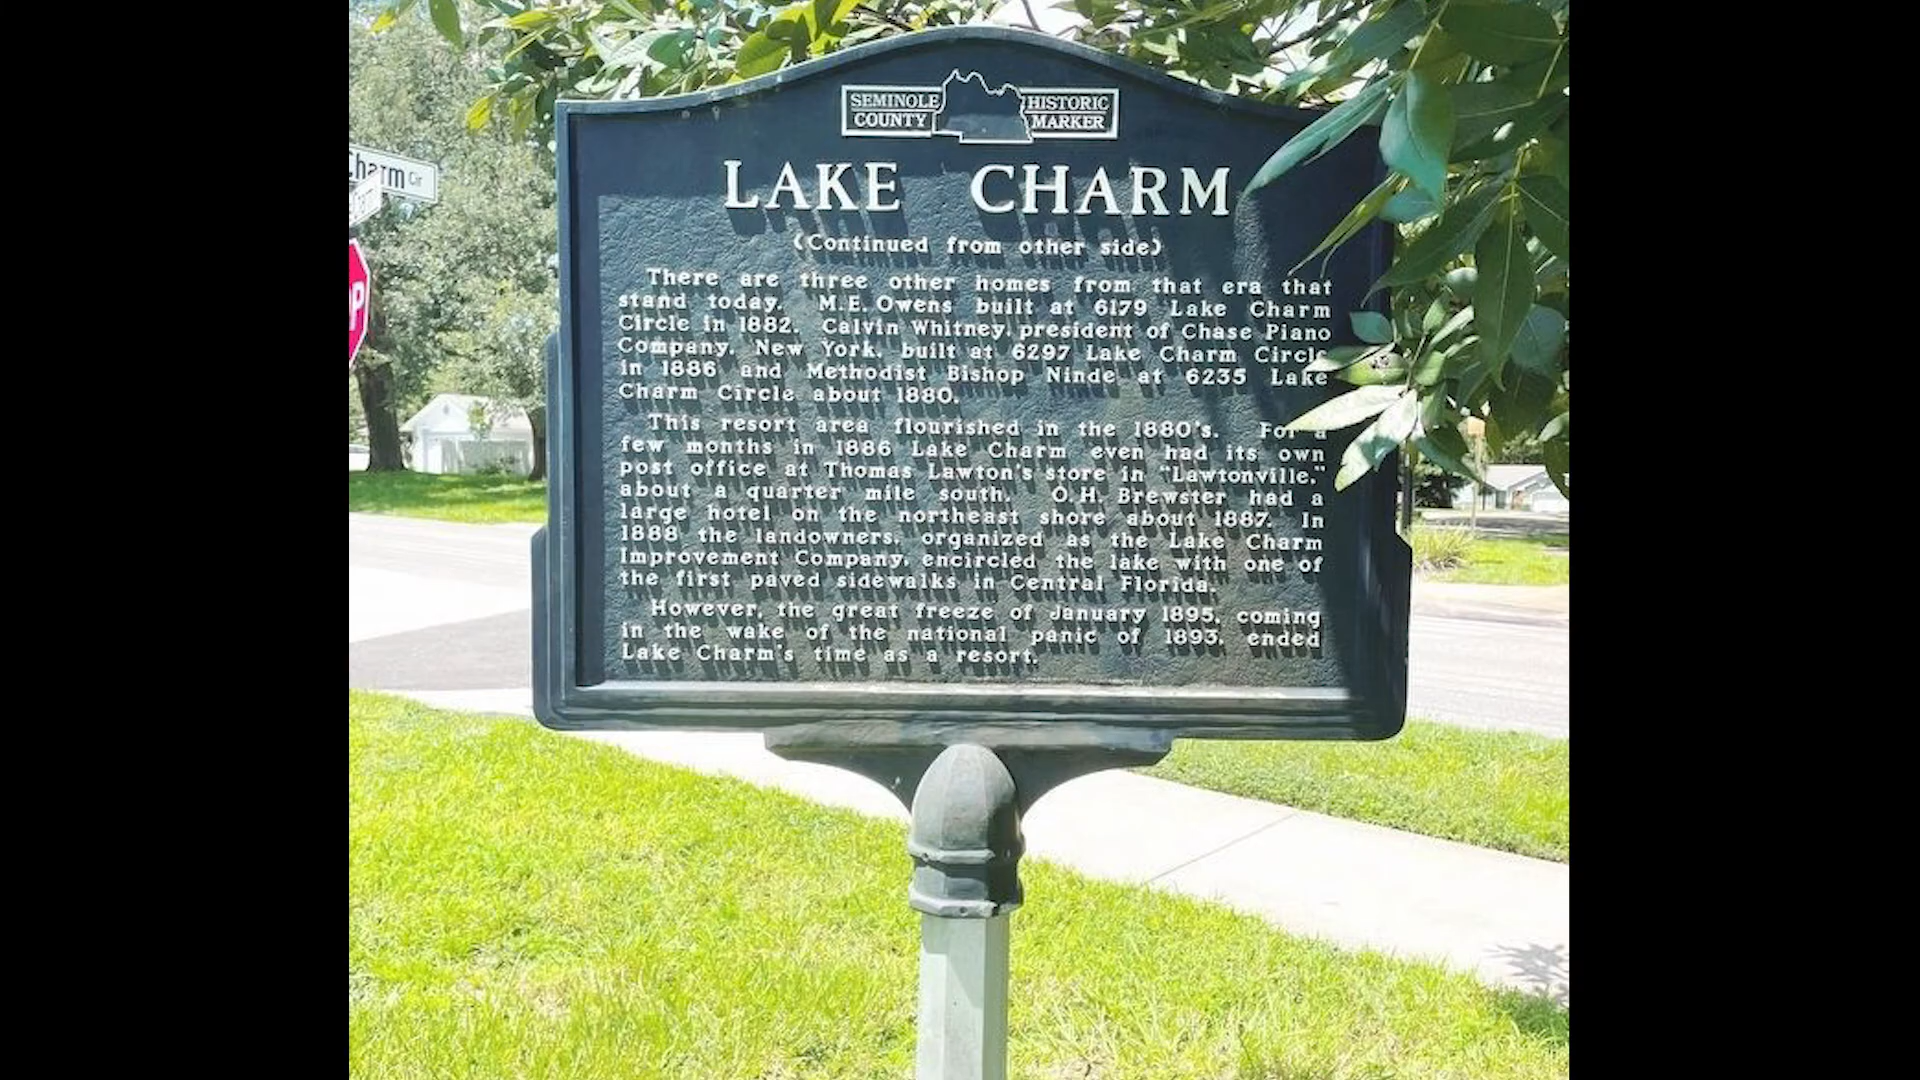 Charm Cir
OP
SEMINOLE COUNTY
HISTORIC MARKER
LAKE CHARM
(Continued from other side)
There are three other homes from that era that
stand today. M.E. Owens built at 6179 Lake Charm
Circle in 1882. Calvin Whitney, president of Chase Piano
Company, New York, built at 6297 Lake Charm Circle
in 1886 and Methodist Bishop Ninde at 6235 Lake
Charm Circle about 1880.
This resort area flourished in the 1880's. For a
few months in 1886 Lake Charm even had its own
post office at Thomas Lawton's store in "Lawtonville,"
about a quarter mile south. O.H. Brewster had a
large hotel on the northeast shore about 1887. In
1888 the landowners, organized as the Lake Charm
Improvement Company, encircled the lake with one of
the first paved sidewalks in Central Florida.
However, the great freeze of January 1895, coming
in the wake of the national panic of 1893, ended
Lake Charm's time as a resort.